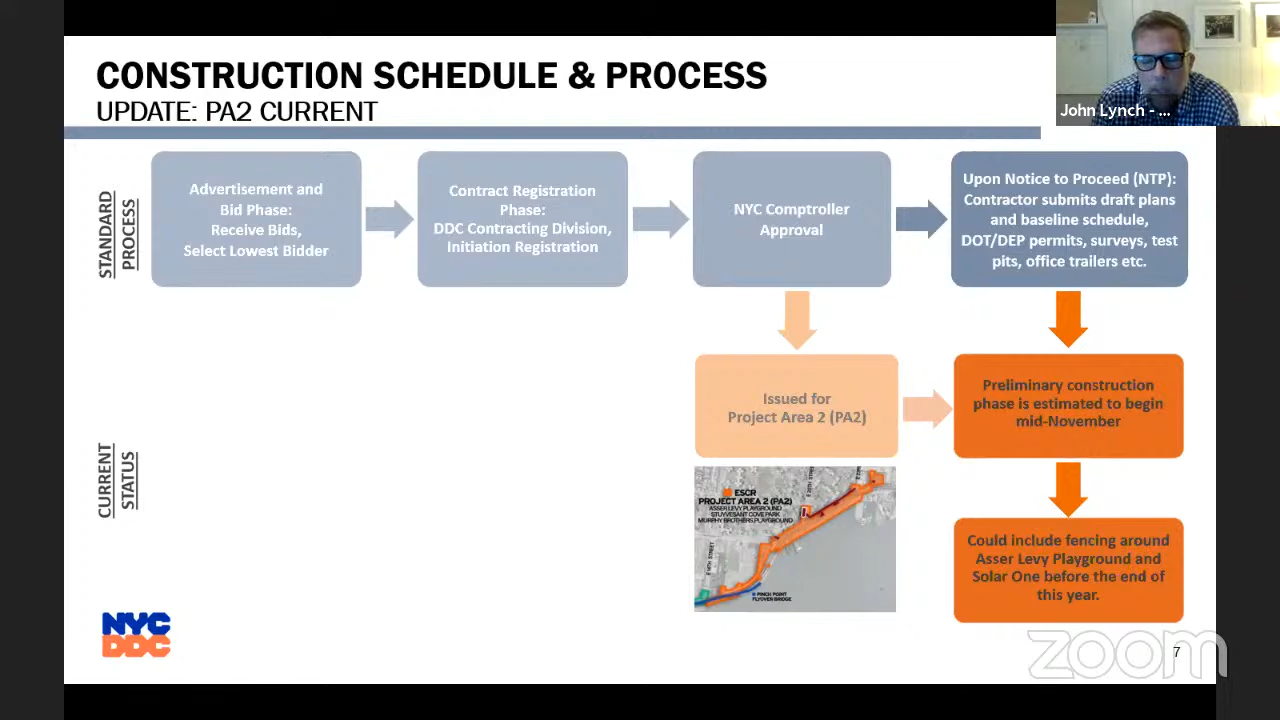 CONSTRUCTION SCHEDULE & PROCESS
UPDATE: PA2 CURRENT
John Lynch - ...
STANDARD
PROCESS
Advertisement and
Bid Phase:
Receive Bids,
Select Lowest Bidder
Contract Registration
Phase:
DDC Contracting Division,
Initiation Registration
NYC Comptroller
Approval
Upon Notice to Proceed (NTP):
Contractor submits draft plans
and baseline schedule,
DOT/DEP permits, surveys, test
pits, office trailers etc.
CURRENT
STATUS
Issued for
Project Area 2 (PA2)
Preliminary construction
phase is estimated to begin
mid-November
ESCR
PROJECT AREA 2 (PA2)
ASSER LEVY PLAYGROUND
STUYVESANT COVE PARK
MURPHY BROTHERS PLAYGROUND
PINCH POINT
FLYOVER BRIDGE
Could include fencing around
Asser Levy Playground and
Solar One before the end of
this year.
NYC
DDC
zoom
7